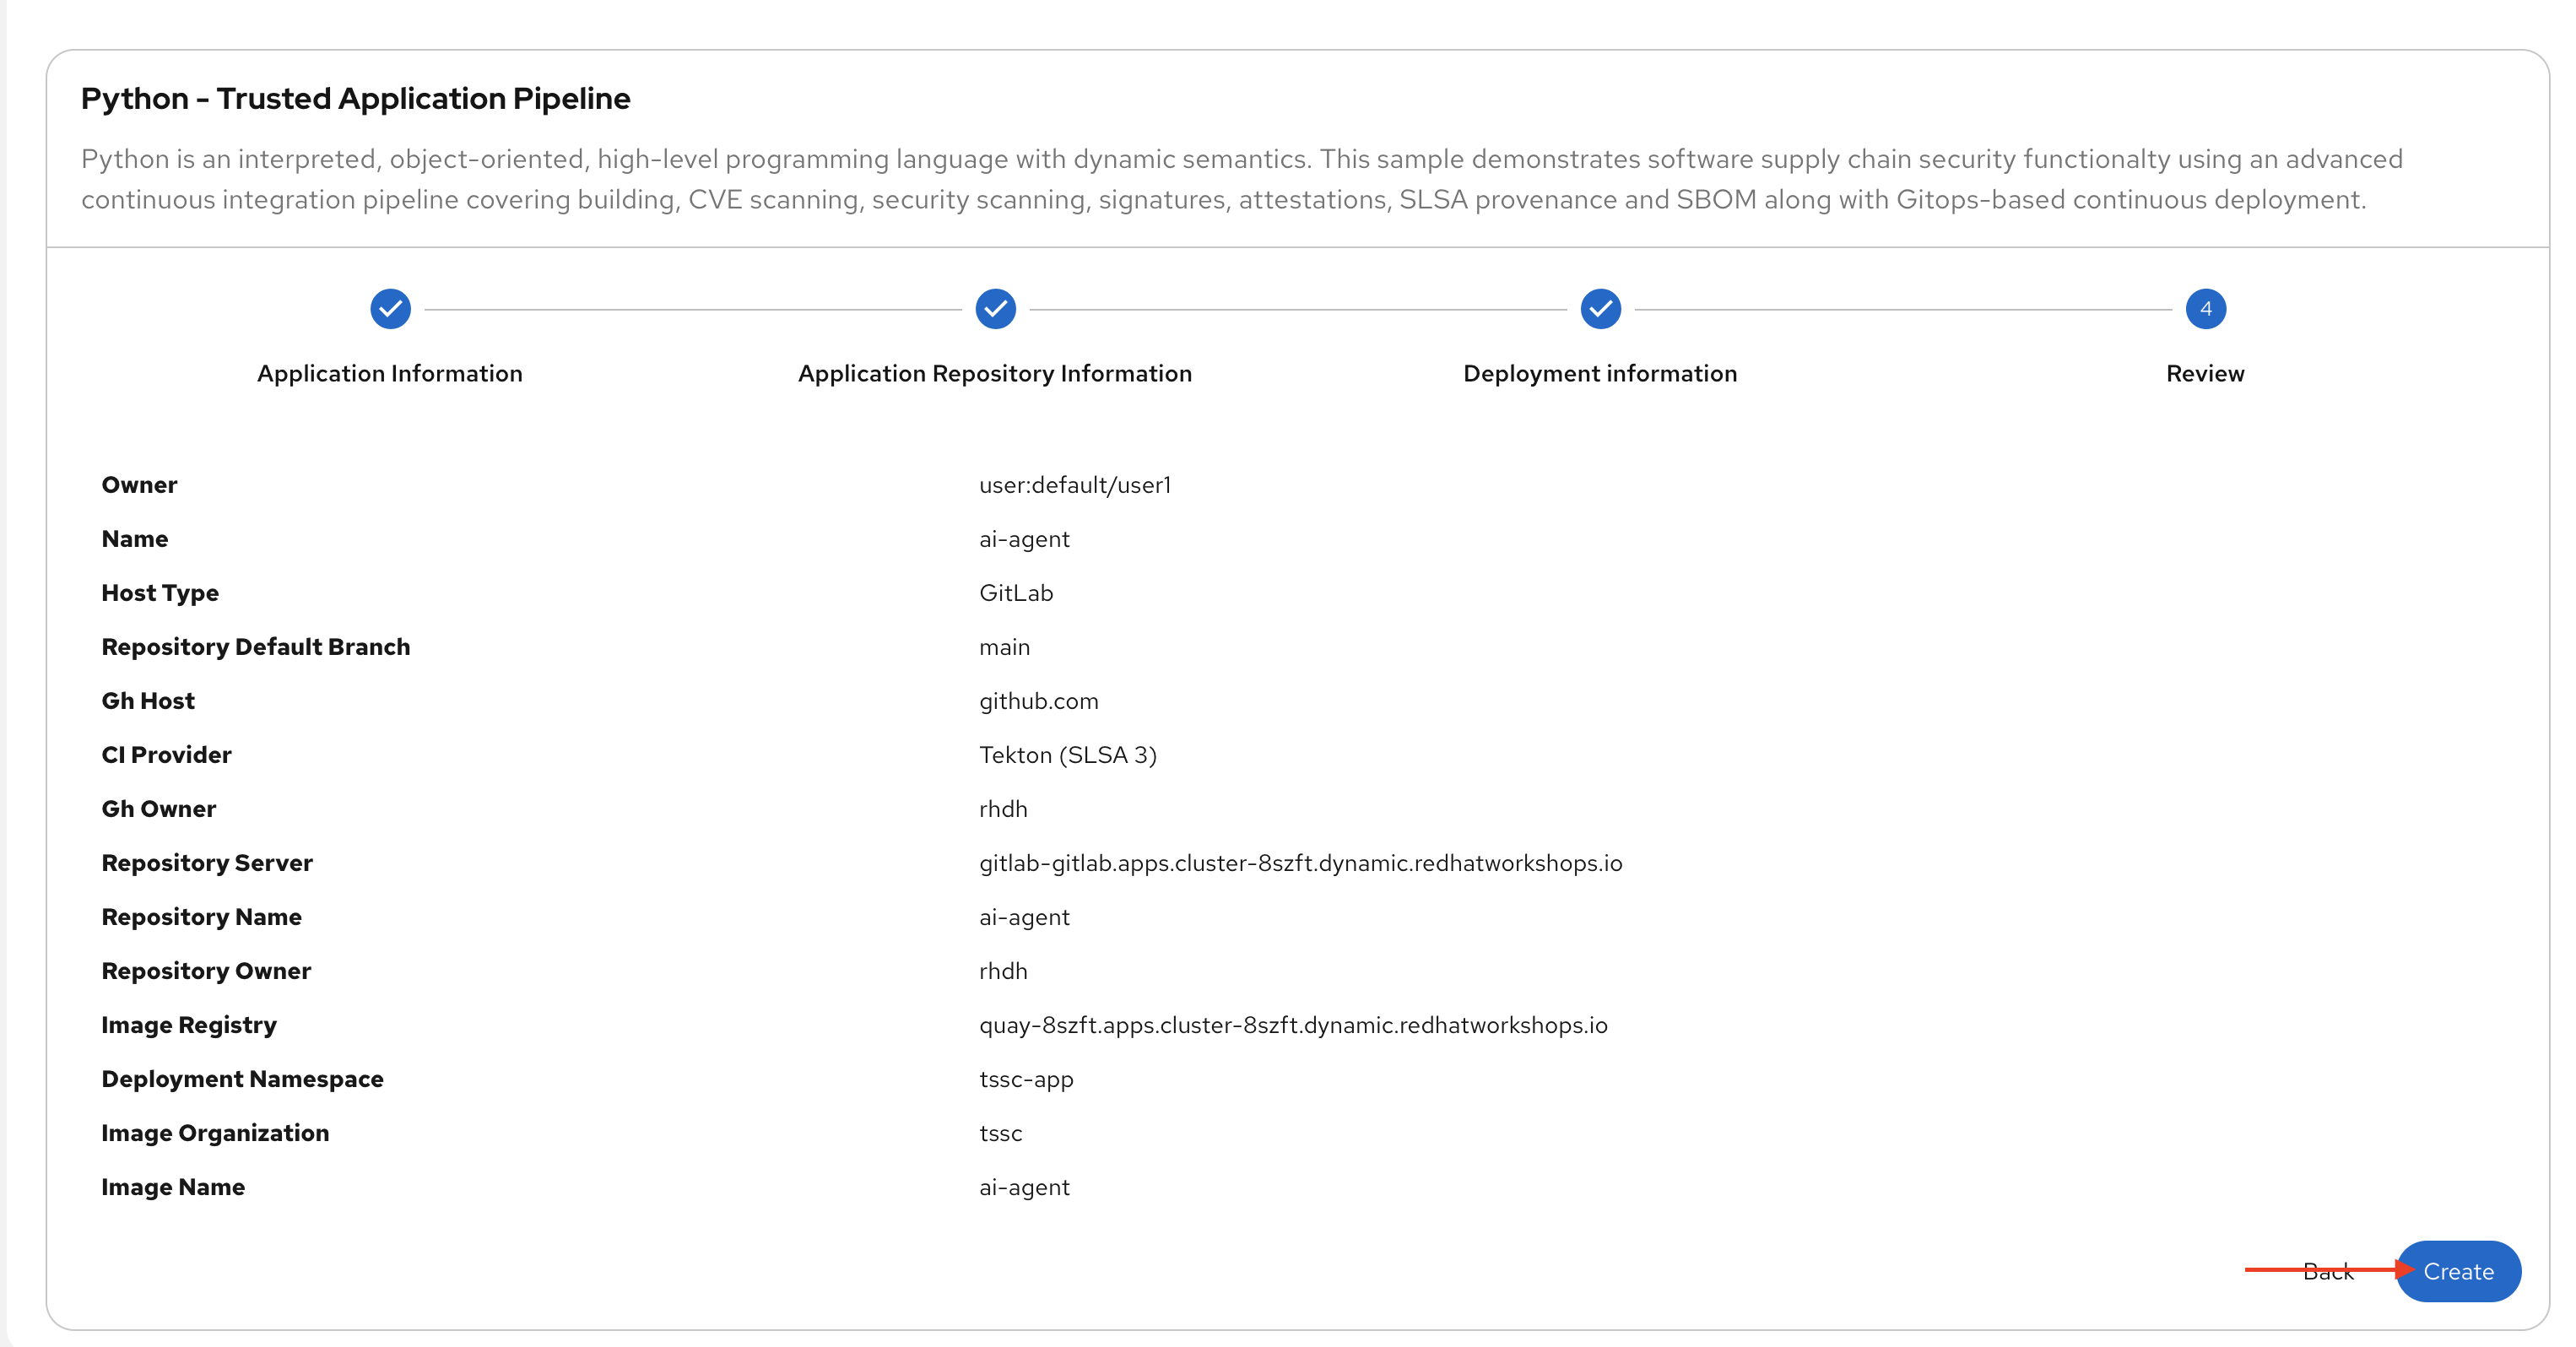 Python - Trusted Application Pipeline
Python is an interpreted, object-oriented, high-level programming language with dynamic semantics. This sample demonstrates software supply chain security functionalty using an advanced
continuous integration pipeline covering building, CVE scanning, security scanning, signatures, attestations, SLSA provenance and SBOM along with Gitops-based continuous deployment.
4
Application Information
Application Repository Information
Deployment information
Review
Owner user:default/user1
Name ai-agent
Host Type GitLab
Repository Default Branch main
Gh Host github.com
CI Provider Tekton (SLSA 3)
Gh Owner rhdh
Repository Server gitlab-gitlab.apps.cluster-8szft.dynamic.redhatworkshops.io
Repository Name ai-agent
Repository Owner rhdh
Image Registry quay-8szft.apps.cluster-8szft.dynamic.redhatworkshops.io
Deployment Namespace tssc-app
Image Organization tssc
Image Name ai-agent
Back Create